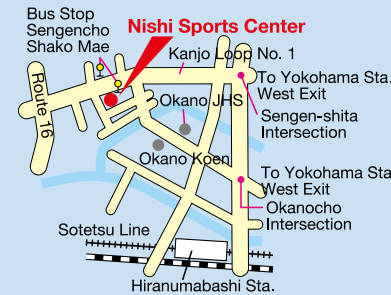 Bus Stop
Sengencho
Shako Mae
Nishi Sports Center
Kanjo Loop No. 1
Route 16
To Yokohama Sta.
West Exit
Okano JHS
Sengen-shita
Intersection
Okano Koen
To Yokohama Sta.
West Exit
Okanocho
Intersection
Sotetsu Line
Hiranumabashi Sta.